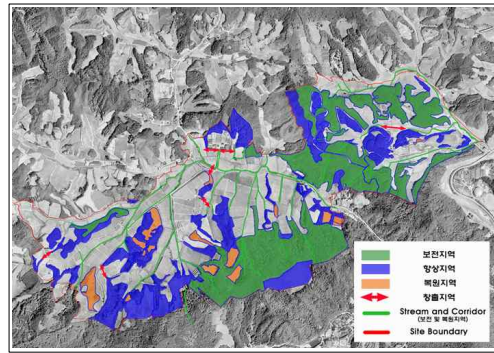 보전지역
향상지역
복원지역
창출지역
Stream and Corridor
(보전 및 복원지역)
Site Boundary